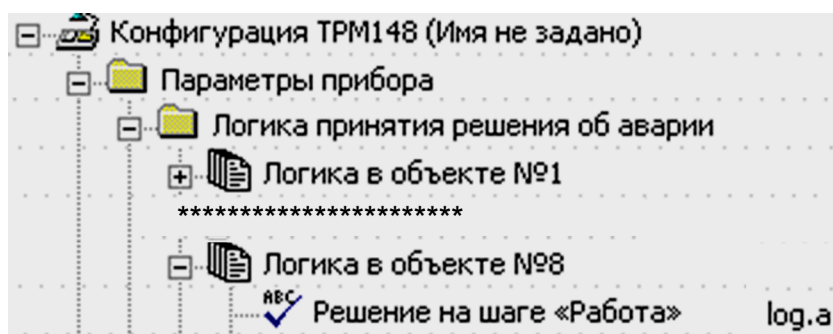 Конфигурация ТРМ148 (Имя не задано)
Параметры прибора
Логика принятия решения об аварии
Логика в объекте №1
***********************
Логика в объекте №8
ABC Решение на шаге «Работа» log.a